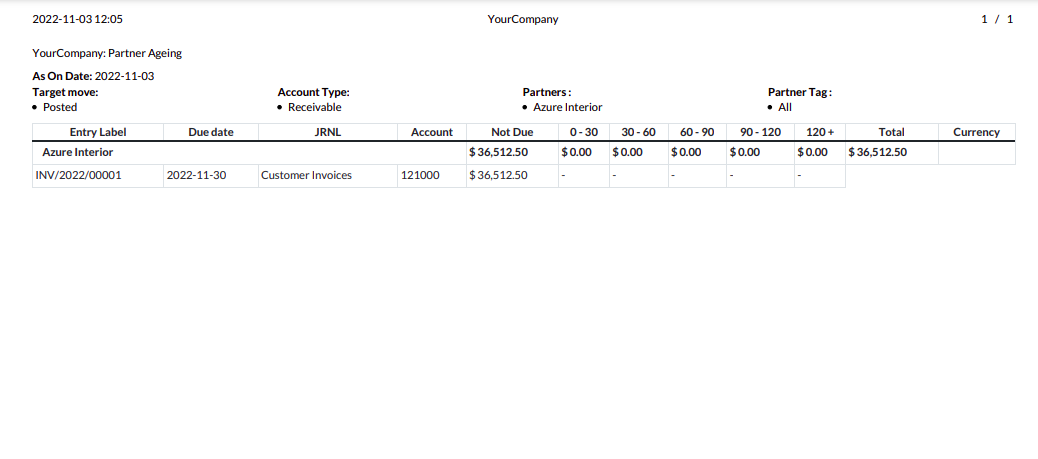 2022-11-03 12:05 YourCompany 1 / 1
YourCompany: Partner Ageing
As On Date: 2022-11-03
Target move: Account Type: Partners : Partner Tag :
• Posted • Receivable • Azure Interior • All
Entry Label Due date JRNL Account Not Due 0 - 30 30 - 60 60 - 90 90 - 120 120 + Total Currency
Azure Interior $ 36,512.50 $ 0.00 $ 0.00 $ 0.00 $ 0.00 $ 0.00 $ 36,512.50
INV/2022/00001 2022-11-30 Customer Invoices 121000 $ 36,512.50 - - - - -